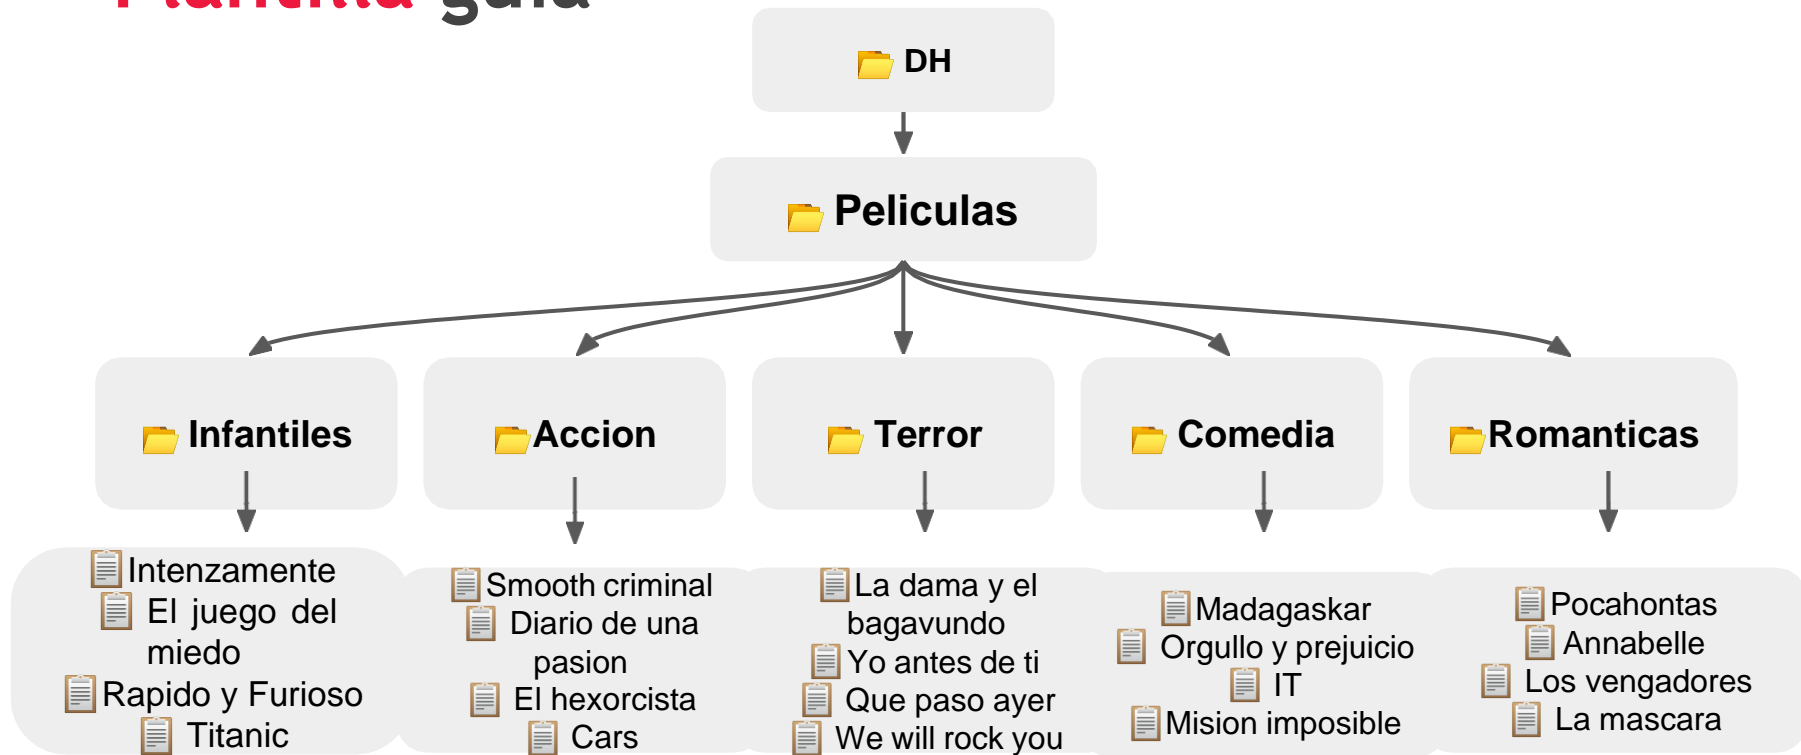 Plantilla guia
DH
Peliculas
Infantiles
Accion
Terror
Comedia
Romanticas
Intenzamente
El juego del
miedo
Rapido y Furioso
Titanic
Smooth criminal
Diario de una
pasion
El hexorcista
Cars
La dama y el
bagavundo
Yo antes de ti
Que paso ayer
We will rock you
Madagaskar
Orgullo y prejuicio
IT
Mision imposible
Pocahontas
Annabelle
Los vengadores
La mascara